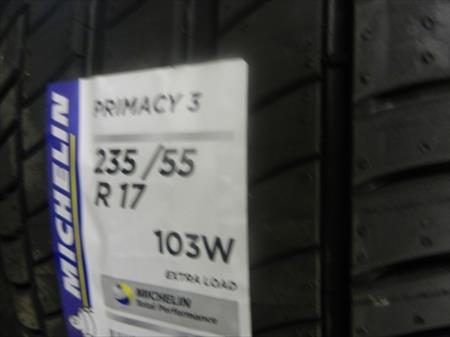 MICHELIN
PRIMACY 3
235/55
R 17
103W
EXTRA LOAD
MICHELIN
Total Performance